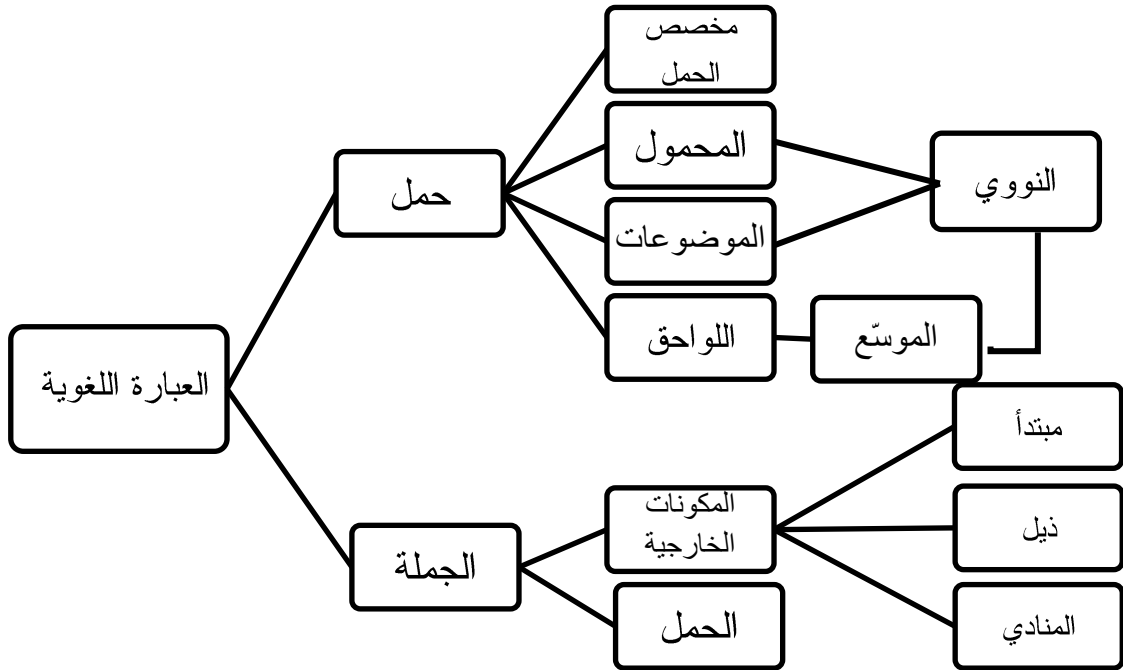 مخصص
الحمل
المحمول
النووي
حمل
الموضوعات
اللواحق
الموسّع
العبارة اللغوية
مبتدأ
المكونات
الخارجية
ذيل
الجملة
الحمل
المنادي